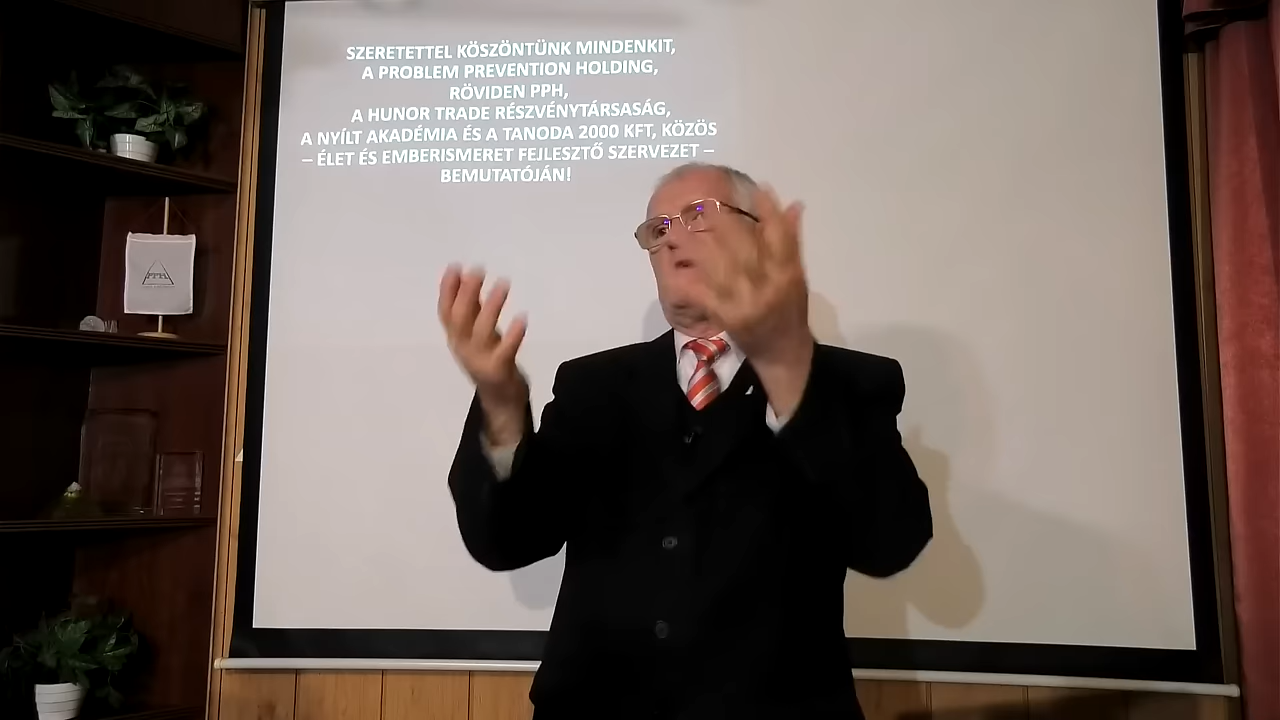 SZERETETTEL KÖSZÖNTÜNK MINDENKIT,
A PROBLEM PREVENTION HOLDING,
RÖVIDEN PPH,
A HUNOR TRADE RÉSZVÉNYTÁRSASÁG,
A NYÍLT AKADÉMIA ÉS A TANODA 2000 KFT, KÖZÖS
– ÉLET ÉS EMBERISMERET FEJLESZTŐ SZERVEZET –
BEMUTATÓJÁN!
PPH